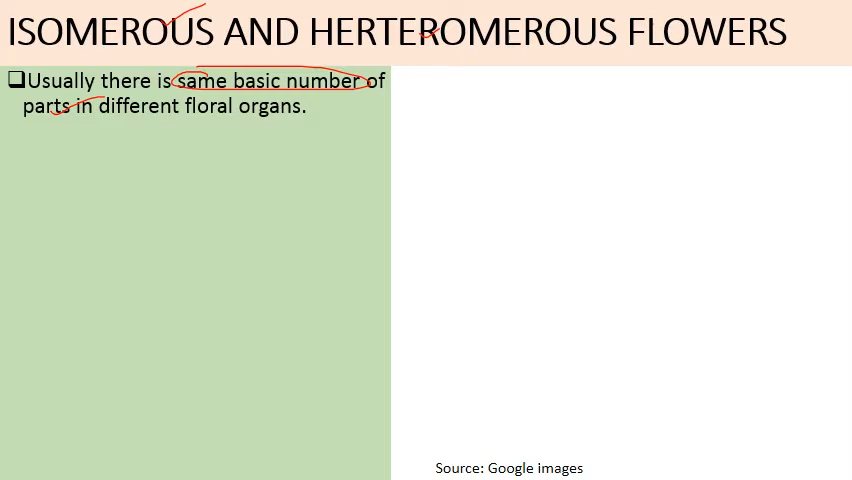 ISOMEROUS AND HERTEROMEROUS FLOWERS
❑Usually there is same basic number of
parts in different floral organs.
Source: Google images